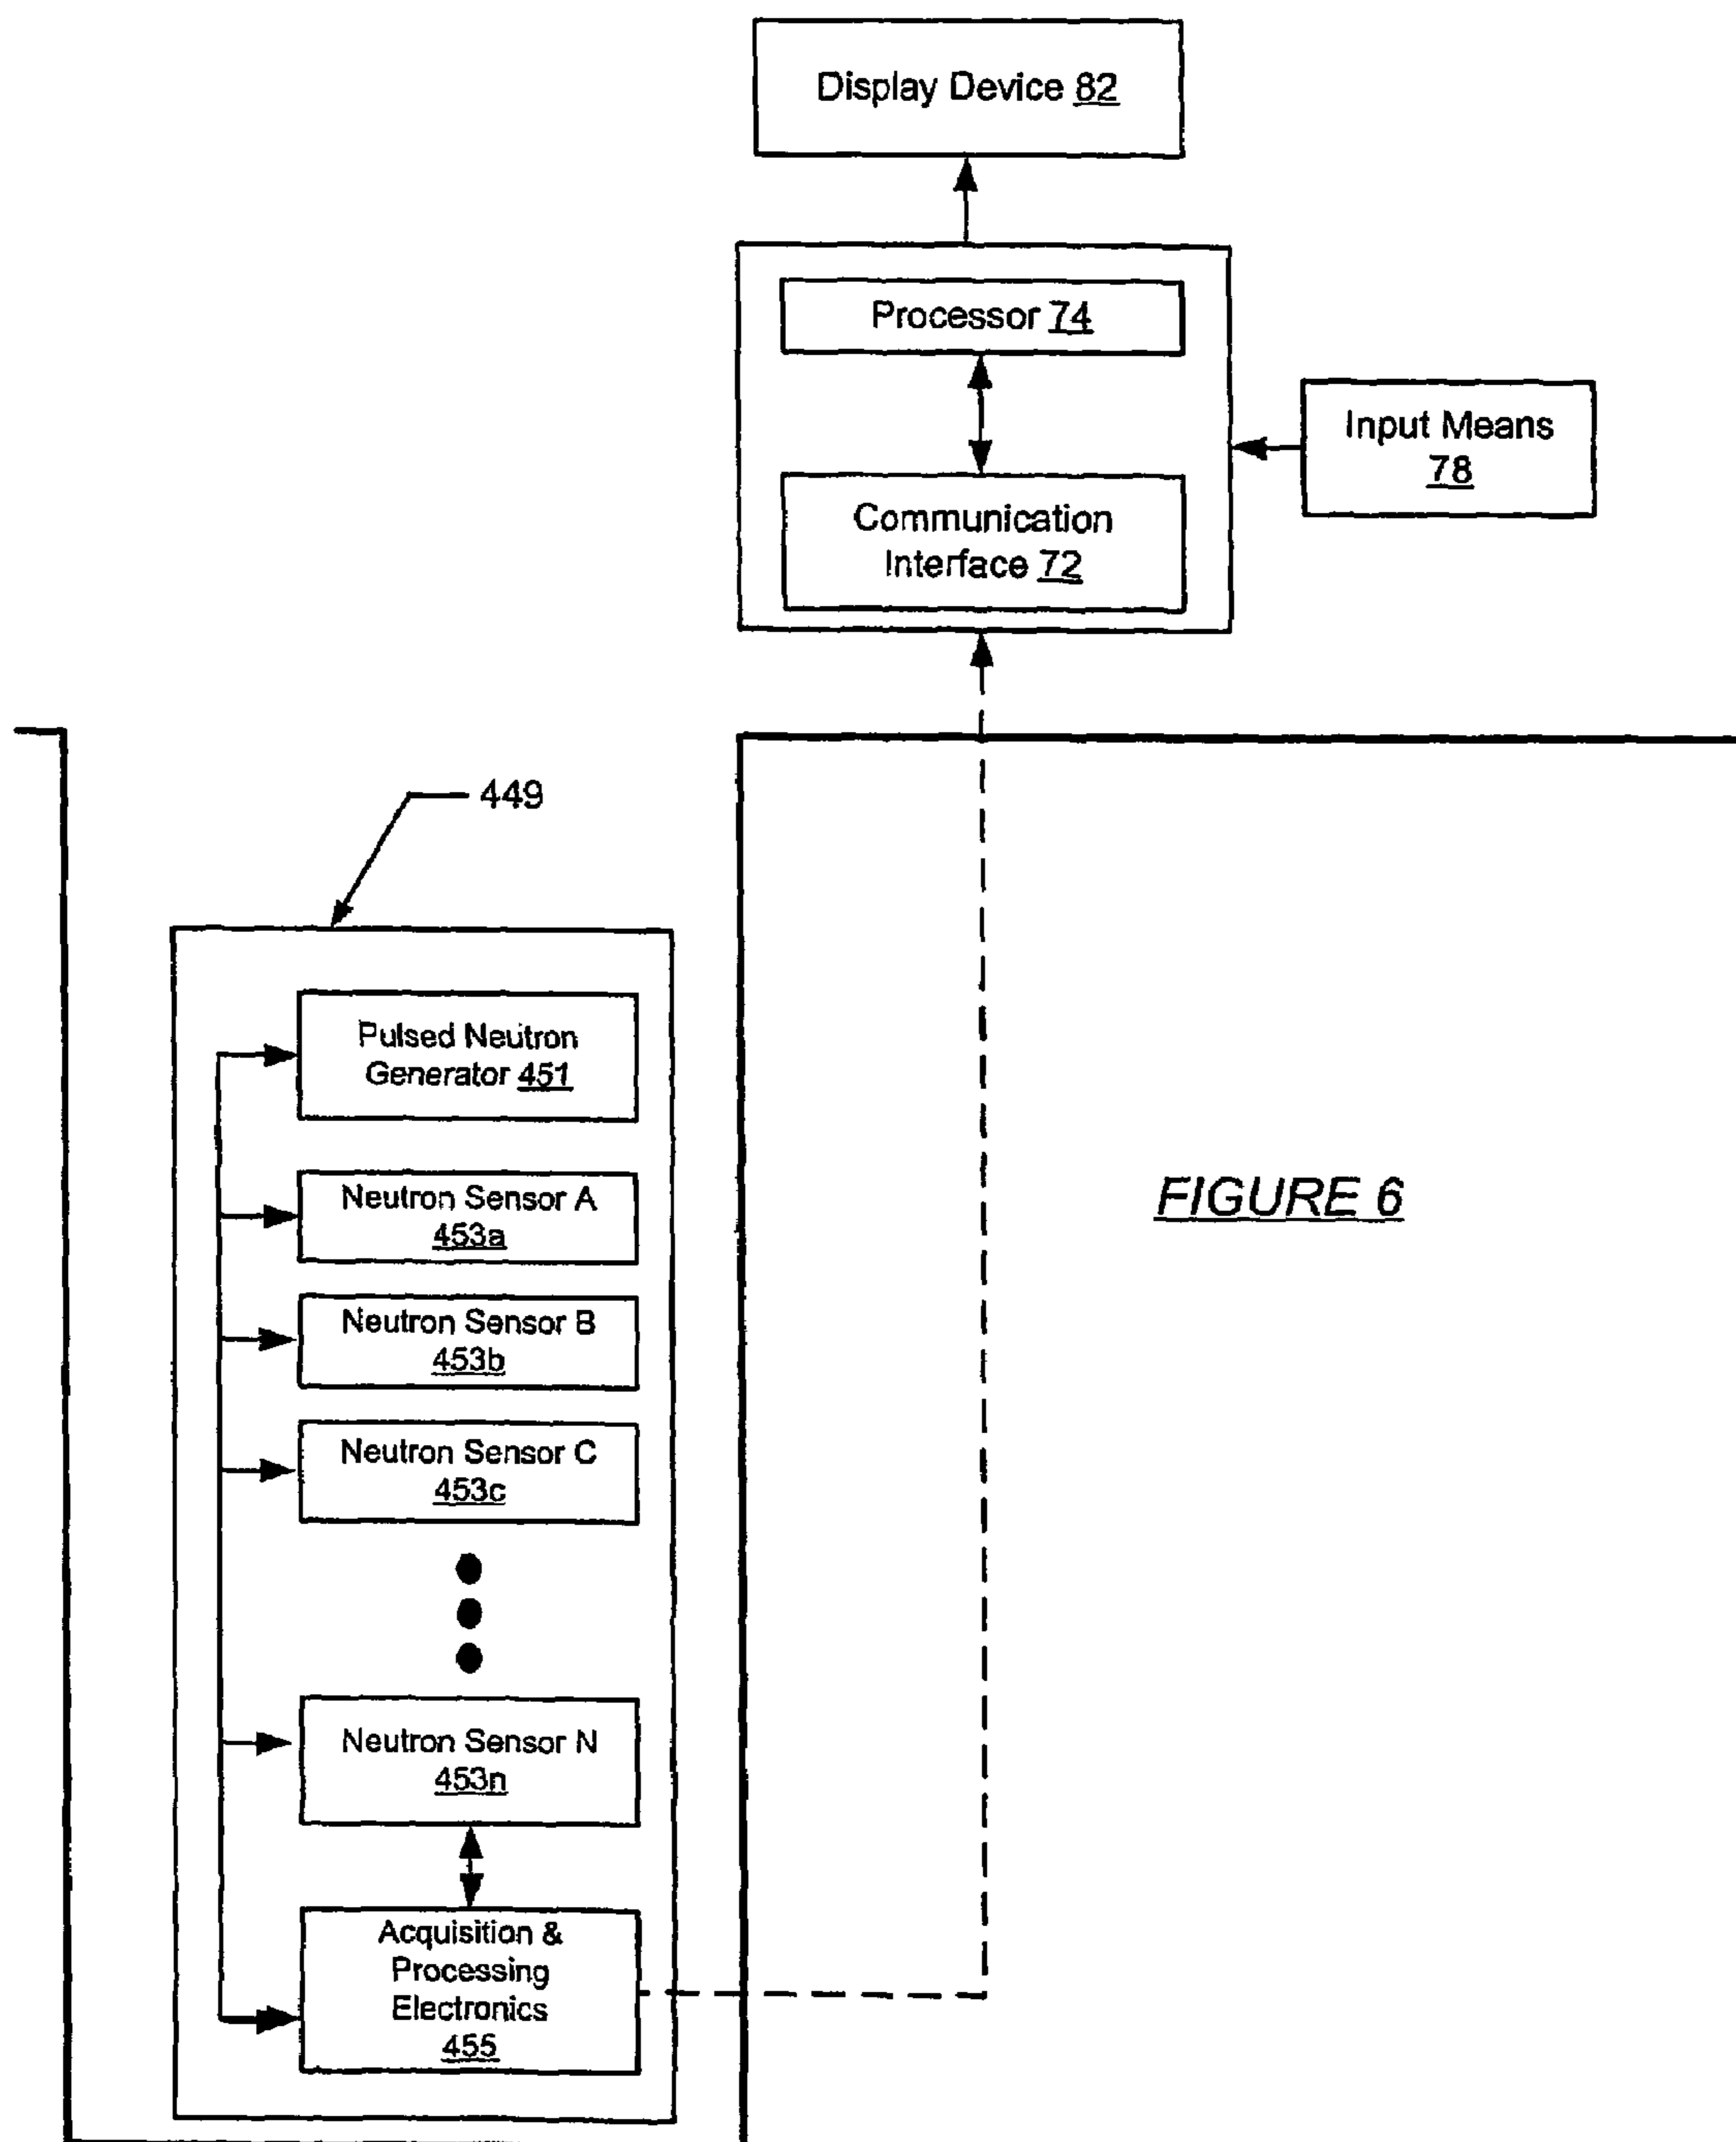 Display Device 82
Processor 74
Communication
Interface 72
Input Means
78
449
Pulsed Neutron
Generator 451
Neutron Sensor A
453a
Neutron Sensor B
453b
Neutron Sensor C
453c
Neutron Sensor N
453n
Acquisition &
Processing
Electronics
455
FIGURE 6